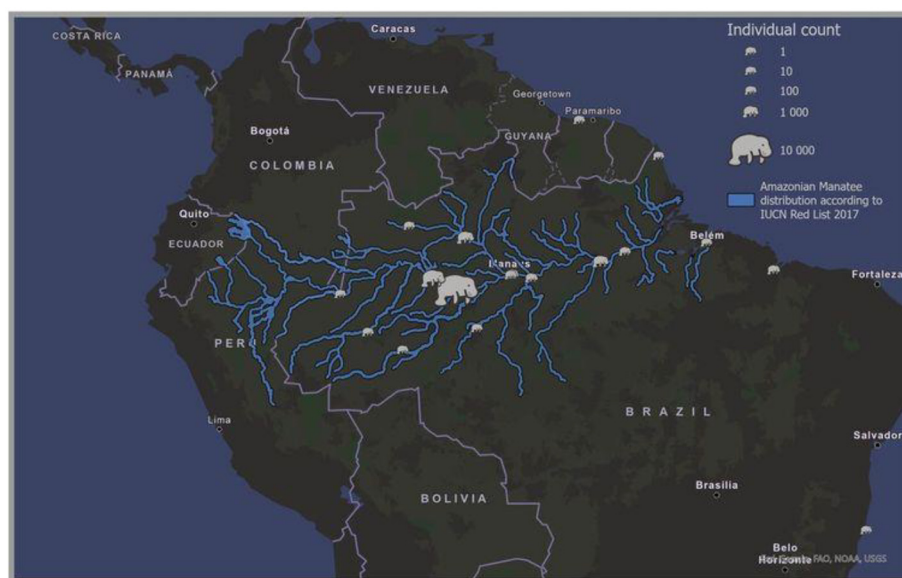 COSTA RICA
PANAMÁ
Caracas
VENEZUELA
Georgetown
Paramaribo
GUYANA
Bogotá
COLOMBIA
Quito
ECUADOR
Manaus
Belém
Fortaleza
PERU
Lima
BRAZIL
Salvador
BOLIVIA
Brasília
Belo
Horizonte
FAO, NOAA, USGS
Individual count
1
10
100
1 000
10 000
Amazonian Manatee
distribution according to
IUCN Red List 2017